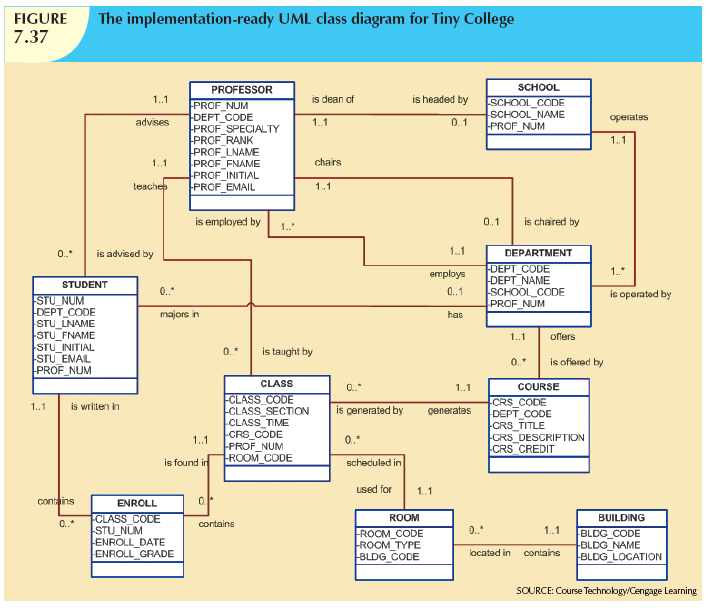 FIGURE
7.37
The implementation-ready UML class diagram for Tiny College
PROFESSOR
-PROF_NUM
-DEPT_CODE
-PROF_SPECIALTY
-PROF_RANK
-PROF_LNAME
-PROF_FNAME
-PROF_INITIAL
-PROF_EMAIL
1..1
advises
1..1
teaches
is dean of
1..1
is headed by
0..1
SCHOOL
-SCHOOL_CODE
-SCHOOL_NAME
-PROF_NUM
operates
1..1
chairs
1..1
is employed by
1..*
0..1
is chaired by
1..1
employs
DEPARTMENT
-DEPT_CODE
-DEPT_NAME
-SCHOOL_CODE
-PROF_NUM
1..*
is operated by
0..*
is advised by
STUDENT
-STU_NUM
-DEPT_CODE
-STU_LNAME
-STU_FNAME
-STU_INITIAL
-STU_EMAIL
-PROF_NUM
0..*
majors in
0..1
has
1..1
offers
0..*
is offered by
0..*
is taught by
CLASS
-CLASS_CODE
-CLASS_SECTION
-CLASS_TIME
-CRS_CODE
-PROF_NUM
-ROOM_CODE
0..*
is generated by
1..1
generates
COURSE
-CRS_CODE
-DEPT_CODE
-CRS_TITLE
-CRS_DESCRIPTION
-CRS_CREDIT
1..1
is written in
1..1
is found in
0..*
scheduled in
used for
1..1
contains
0..*
ENROLL
-CLASS_CODE
-STU_NUM
-ENROLL_DATE
-ENROLL_GRADE
0..*
contains
ROOM
-ROOM_CODE
-ROOM_TYPE
-BLDG_CODE
0..*
located in
1..1
contains
BUILDING
-BLDG_CODE
-BLDG_NAME
-BLDG_LOCATION
SOURCE: Course Technology/Cengage Learning